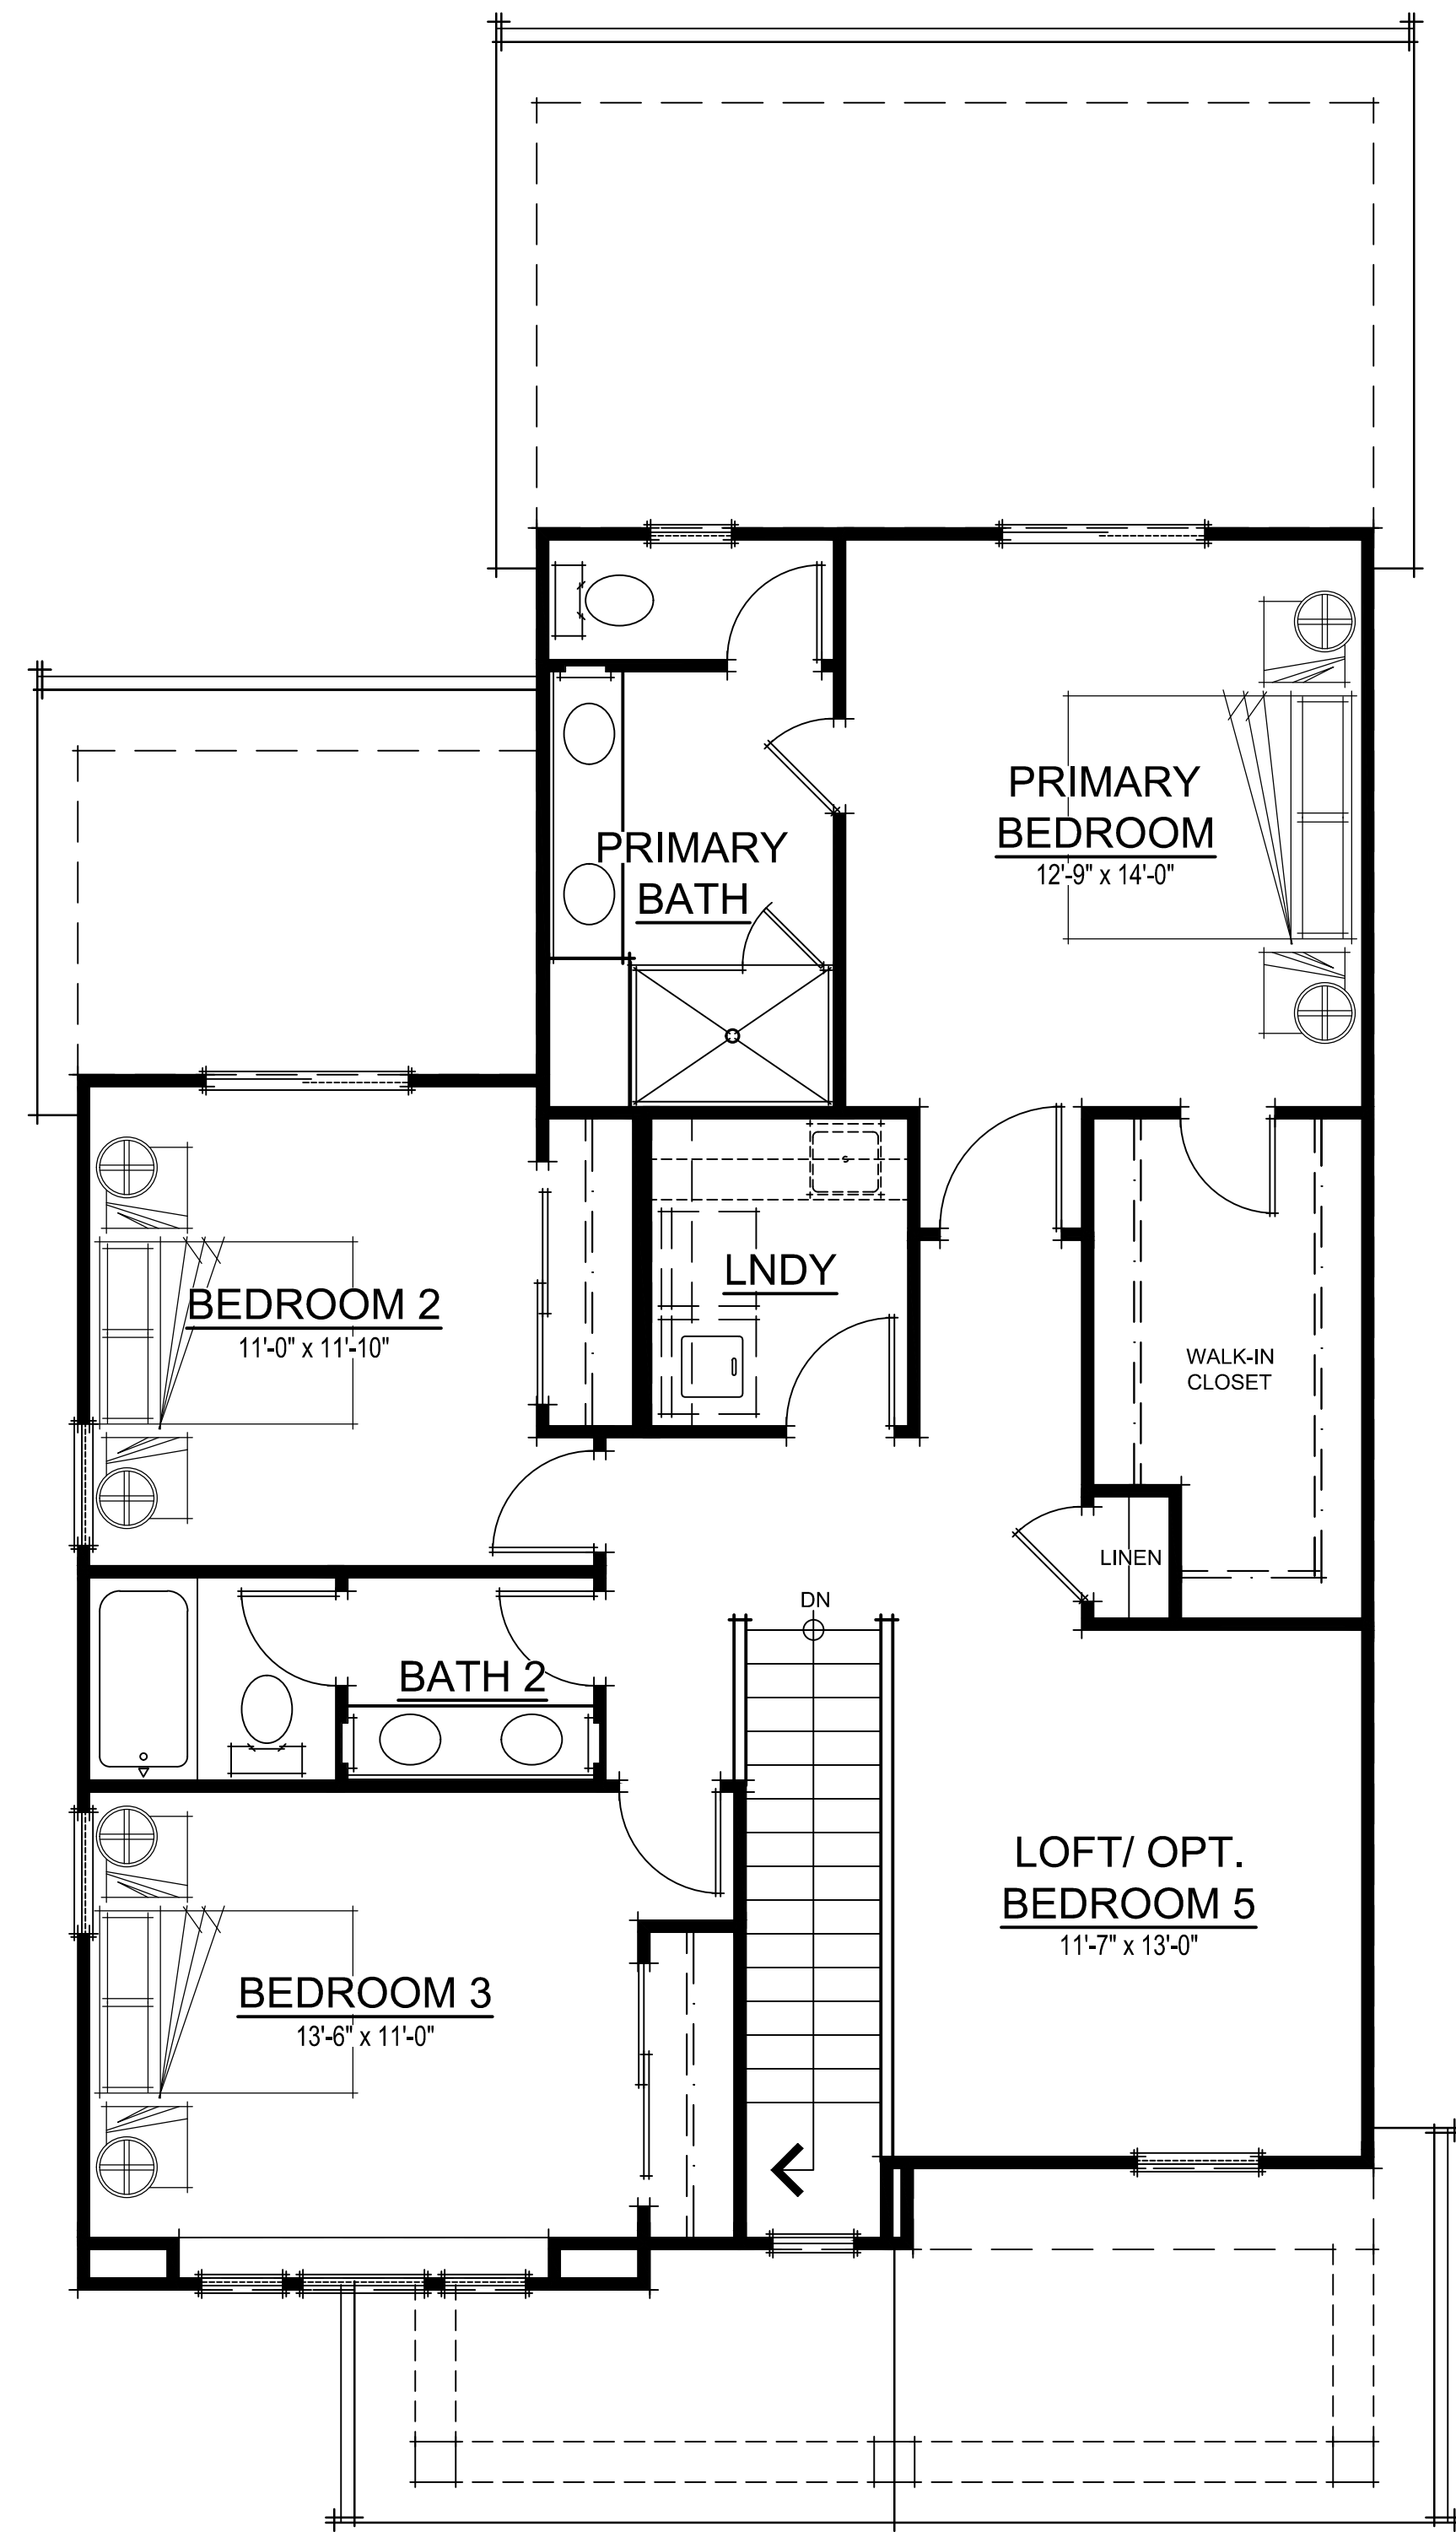 PRIMARY
BEDROOM
12'-9" x 14'-0"
PRIMARY
BATH
S
LNDY
BEDROOM 2
11'-0" x 11'-10"
WALK-IN
CLOSET
LINEN
DN
BATH 2
LOFT/ OPT.
BEDROOM 5
11'-7" x 13'-0"
BEDROOM 3
13'-6" x 11'-0"